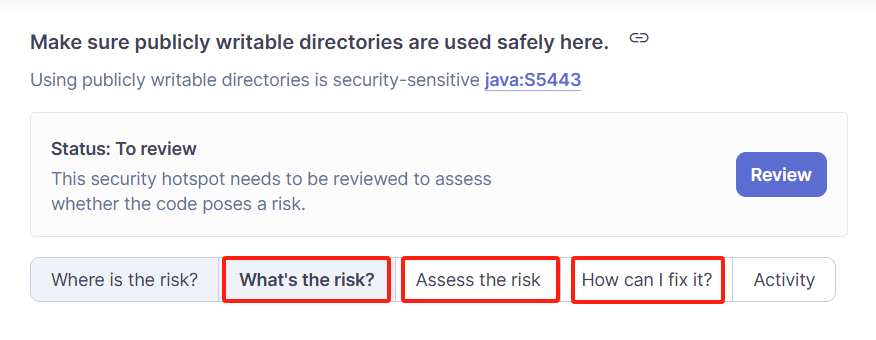 Make sure publicly writable directories are used safely here.
Using publicly writable directories is security-sensitive java:S5443
Status: To review
This security hotspot needs to be reviewed to assess
whether the code poses a risk.
Review
Where is the risk? What's the risk? Assess the risk How can I fix it? Activity